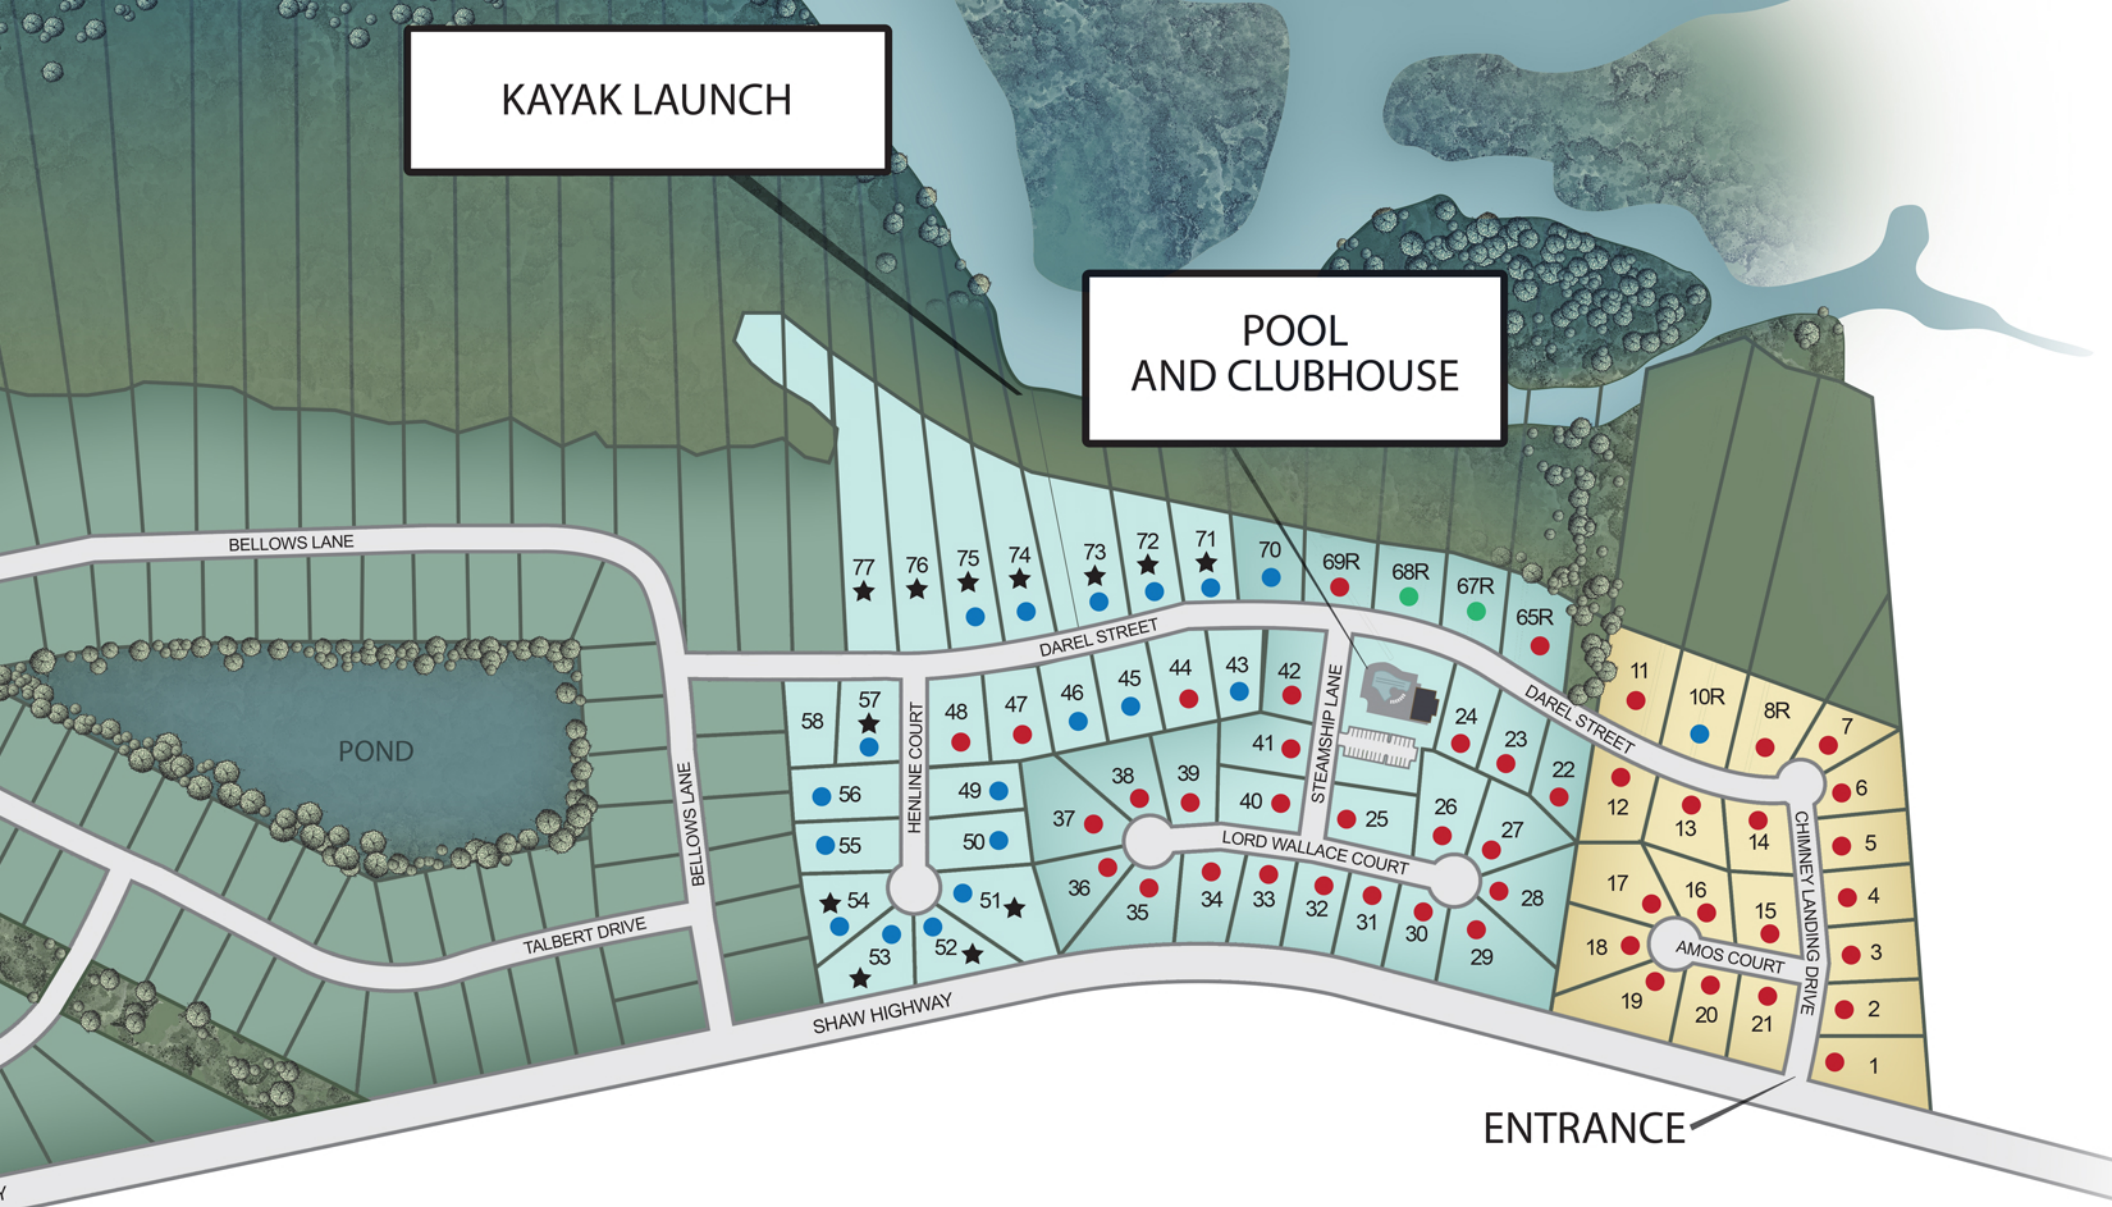 KAYAK LAUNCH
POOL
AND CLUBHOUSE
BELLOWS LANE
77
76
75
74
73
72
71
70
69R
68R
67R
65R
DAREL STREET
11
10R
8R
7
58
57
48
47
46
45
44
43
42
STEAMSHIP LANE
24
23
22
DAREL STREET
POND
BELLOWS LANE
HENLINE COURT
56
49
55
50
54
51
53
52
41
40
39
38
37
36
35
34
33
32
31
30
29
28
27
26
25
LORD WALLACE COURT
12
13
14
6
5
4
3
2
1
CHIMNEY LANDING DRIVE
17
16
15
18
AMOS COURT
19
20
21
TALBERT DRIVE
SHAW HIGHWAY
ENTRANCE
Y